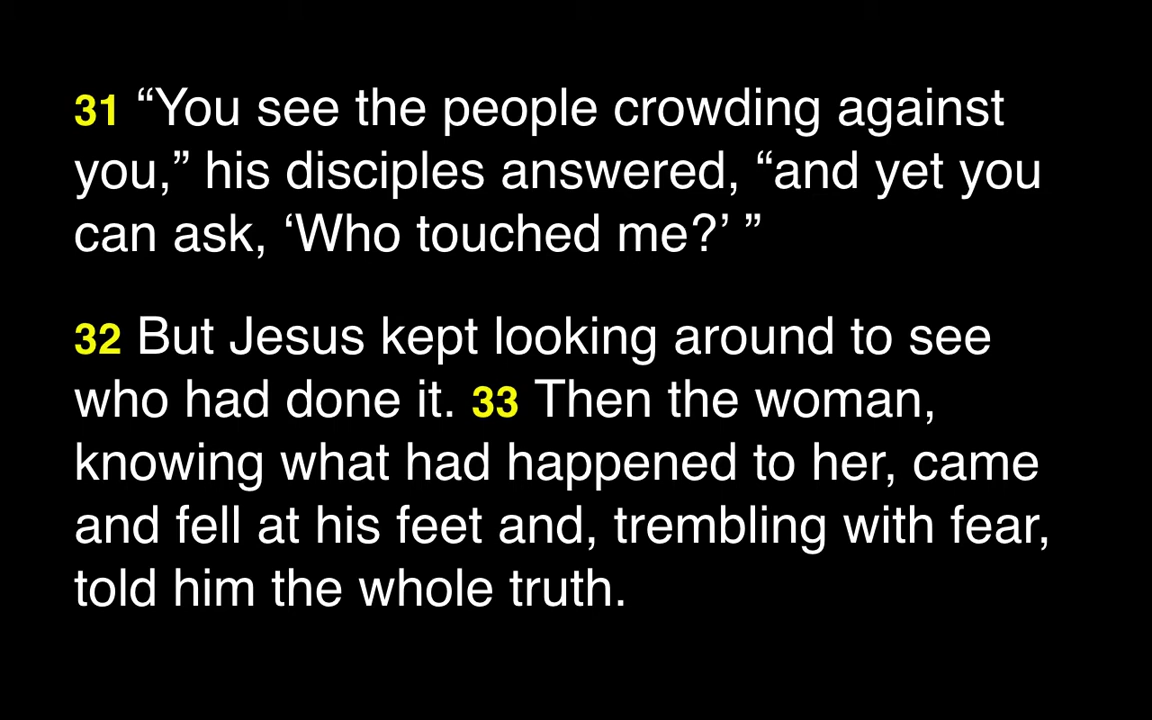 31 “You see the people crowding against
you,” his disciples answered, “and yet you
can ask, ‘Who touched me?’ ”
32 But Jesus kept looking around to see
who had done it. 33 Then the woman,
knowing what had happened to her, came
and fell at his feet and, trembling with fear,
told him the whole truth.